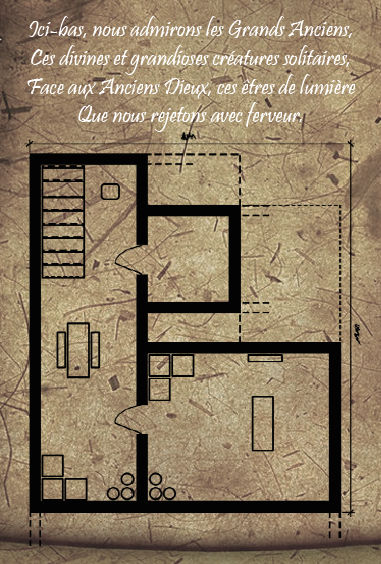 Ici-bas, nous admirons les Grands Anciens,
Ces divines et grandioses créatures solitaires,
Face aux Anciens Dieux, ces êtres de lumière
Que nous rejetons avec ferveur.